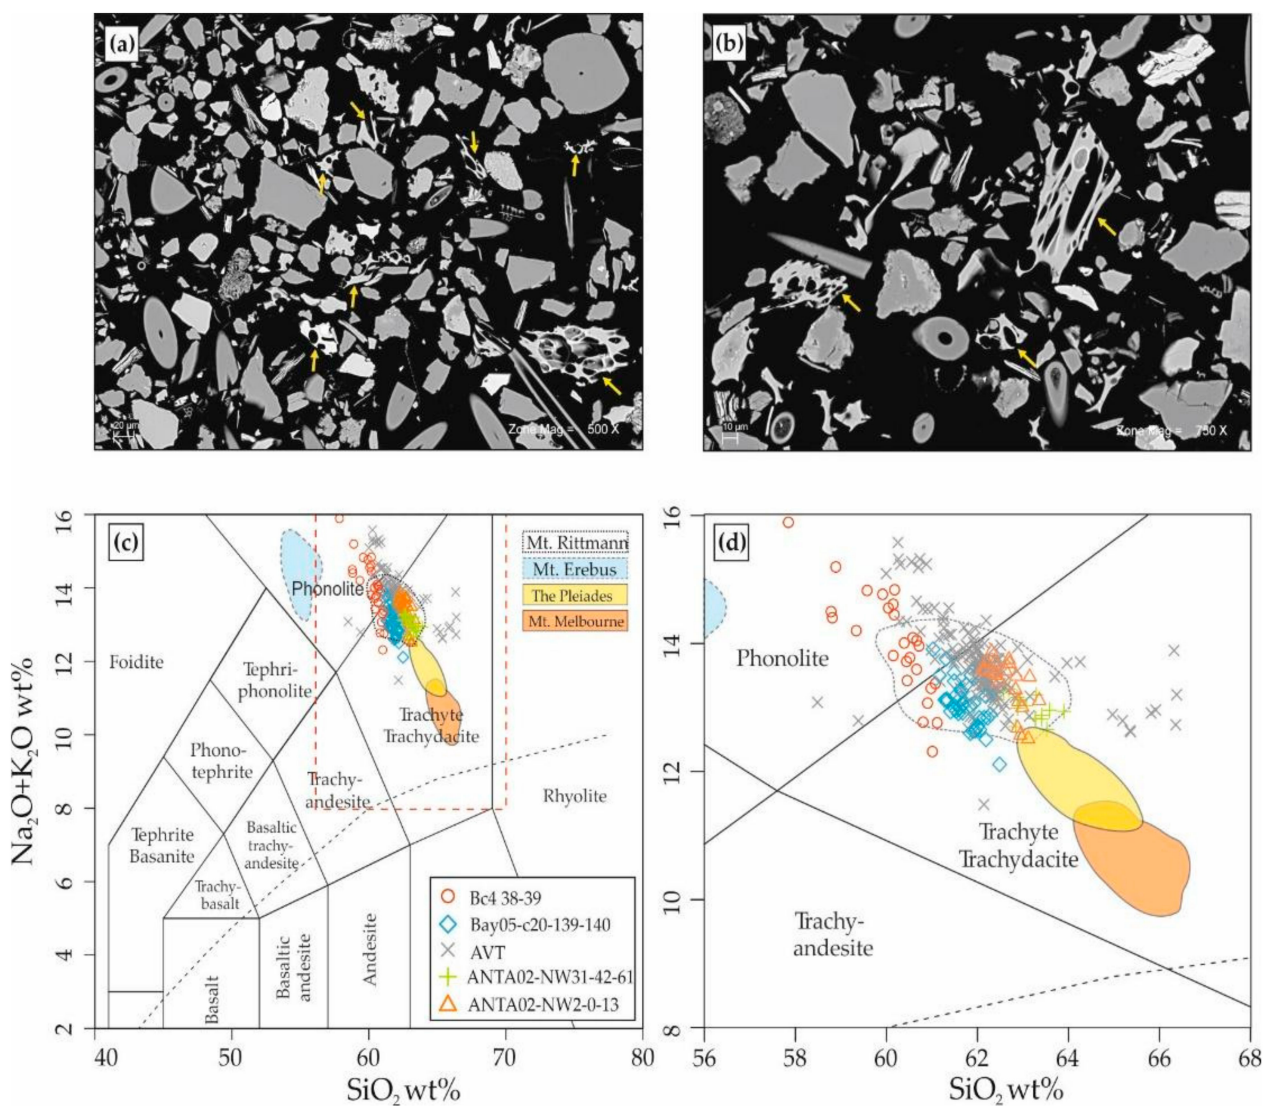 (a)
20 µm
Zone Mag = 500 X
(b)
10 µm
Zone Mag = 750 X
(c)
Mt. Rittmann
Mt. Erebus
The Pleiades
Mt. Melbourne
Phonolite
Foidite
Tephri-
phonolite
Phono-
tephrite
Trachyte
Trachydacite
Trachy-
andesite
Rhyolite
Tephrite
Basanite
Basaltic
trachy-
andesite
Trachy-
basalt
Basalt
Basaltic
andesite
Andesite
Bc4 38-39
Bay05-c20-139-140
AVT
ANTA02-NW31-42-61
ANTA02-NW2-0-13
16
14
12
10
8
6
4
2
Na2O+K2O wt%
40
50
60
70
80
SiO2 wt%
(d)
Phonolite
Trachyte
Trachydacite
Trachy-
andesite
16
14
12
10
8
56
58
60
62
64
66
68
SiO2 wt%